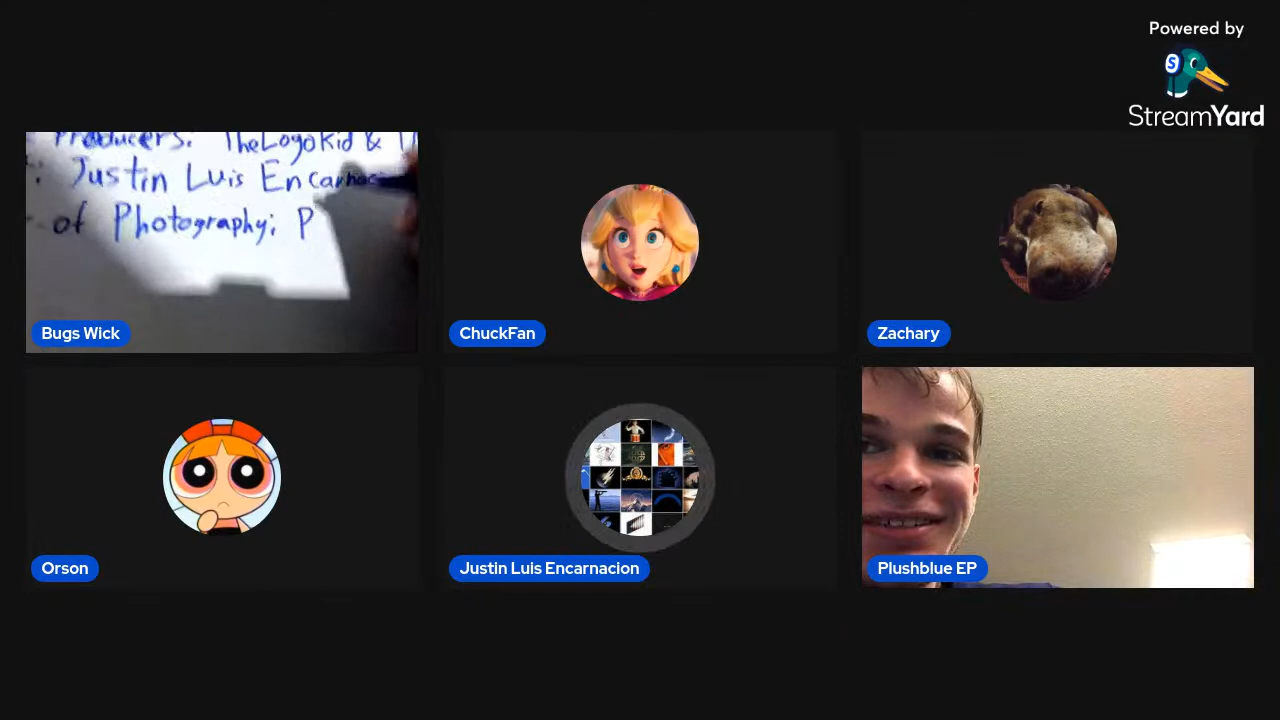 Powered by
StreamYard
Producers: TheLogoKid &
Justin Luis Encarnac
of Photography; P
Bugs Wick
ChuckFan
Zachary
Orson
Justin Luis Encarnacion
Plushblue EP